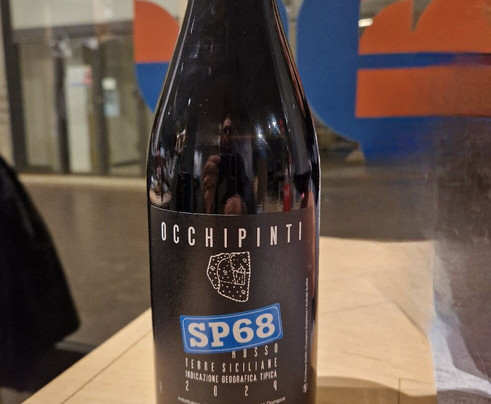 OCCHIPINTI
SP68
ROSSO
TERRE SICILIANE
INDICAZIONE GEOGRAFICA TIPICA
2024